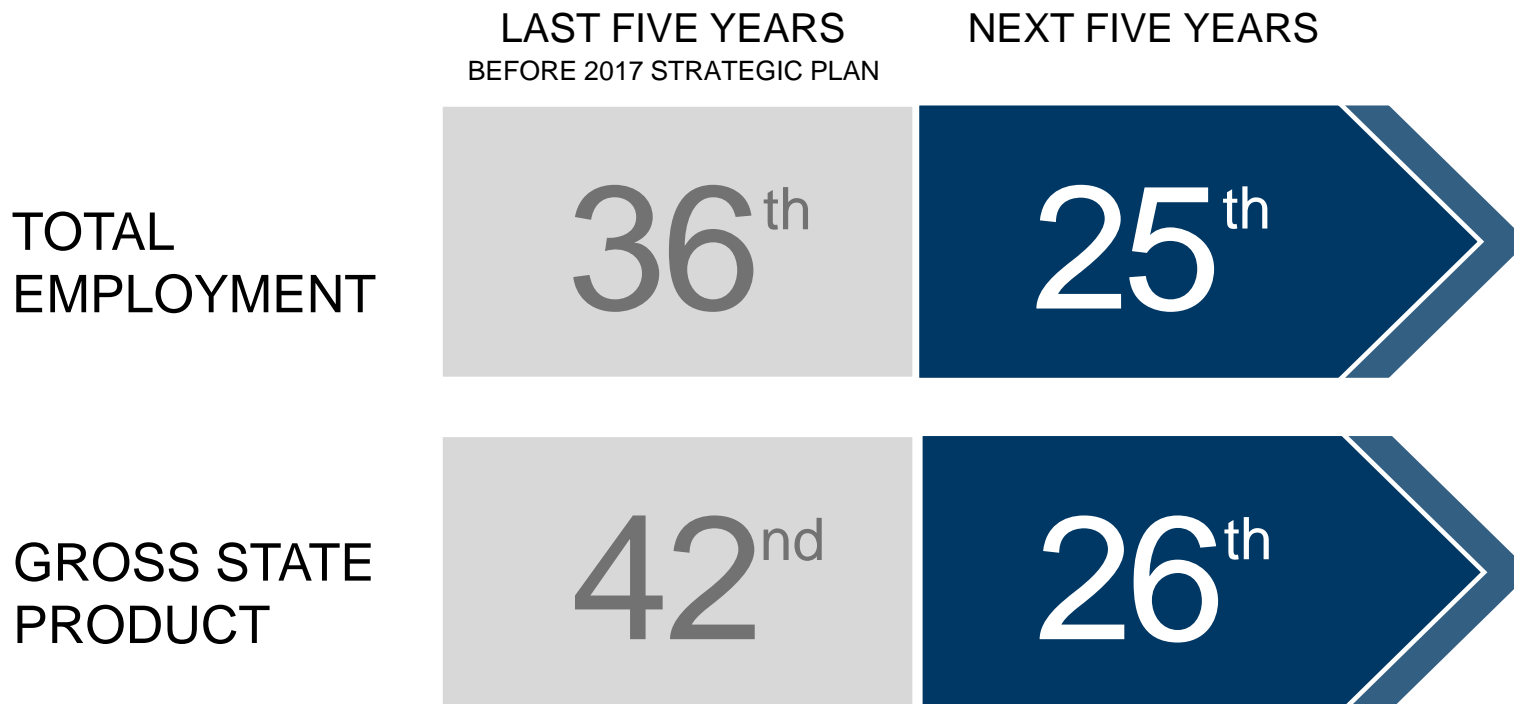 LAST FIVE YEARS
BEFORE 2017 STRATEGIC PLAN
NEXT FIVE YEARS
TOTAL
EMPLOYMENT
36th
25th
GROSS STATE
PRODUCT
42nd
26th